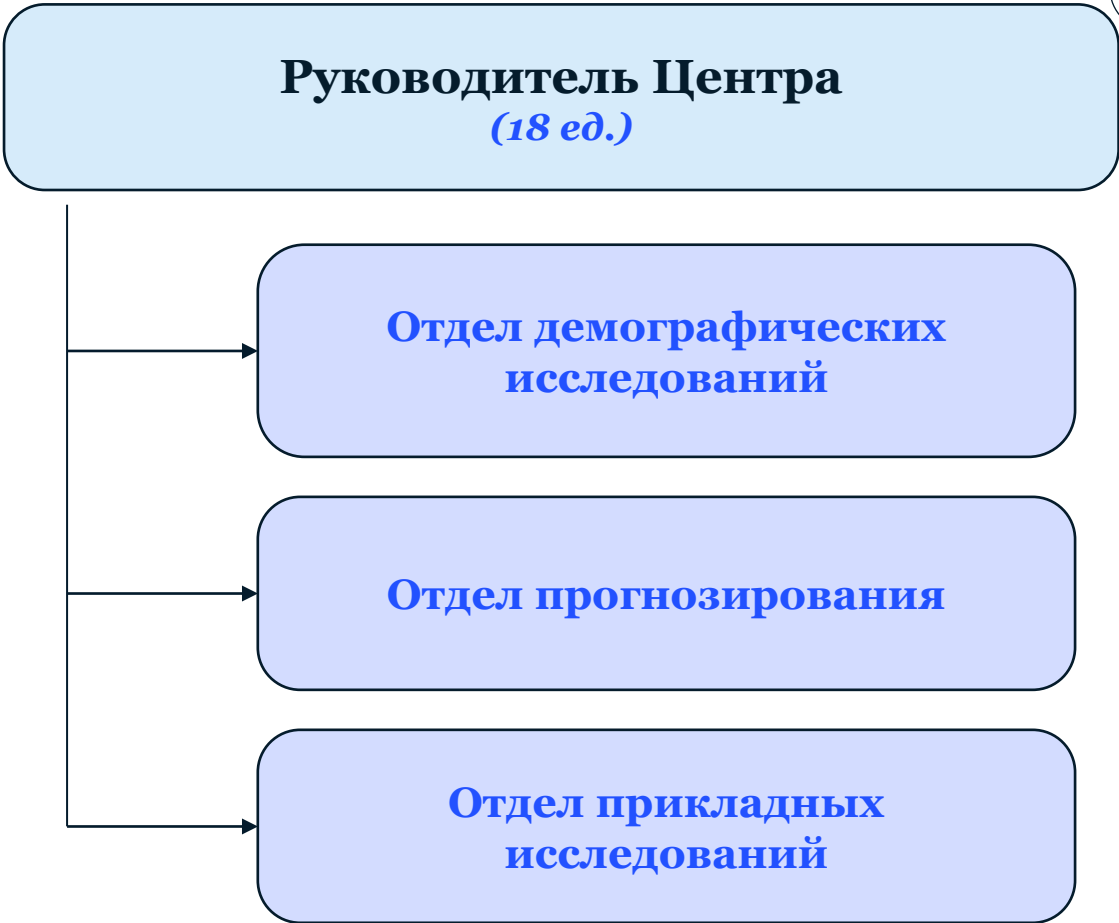 Руководитель Центра
(18 ед.)
Отдел демографических
исследований
Отдел прогнозирования
Отдел прикладных
исследований